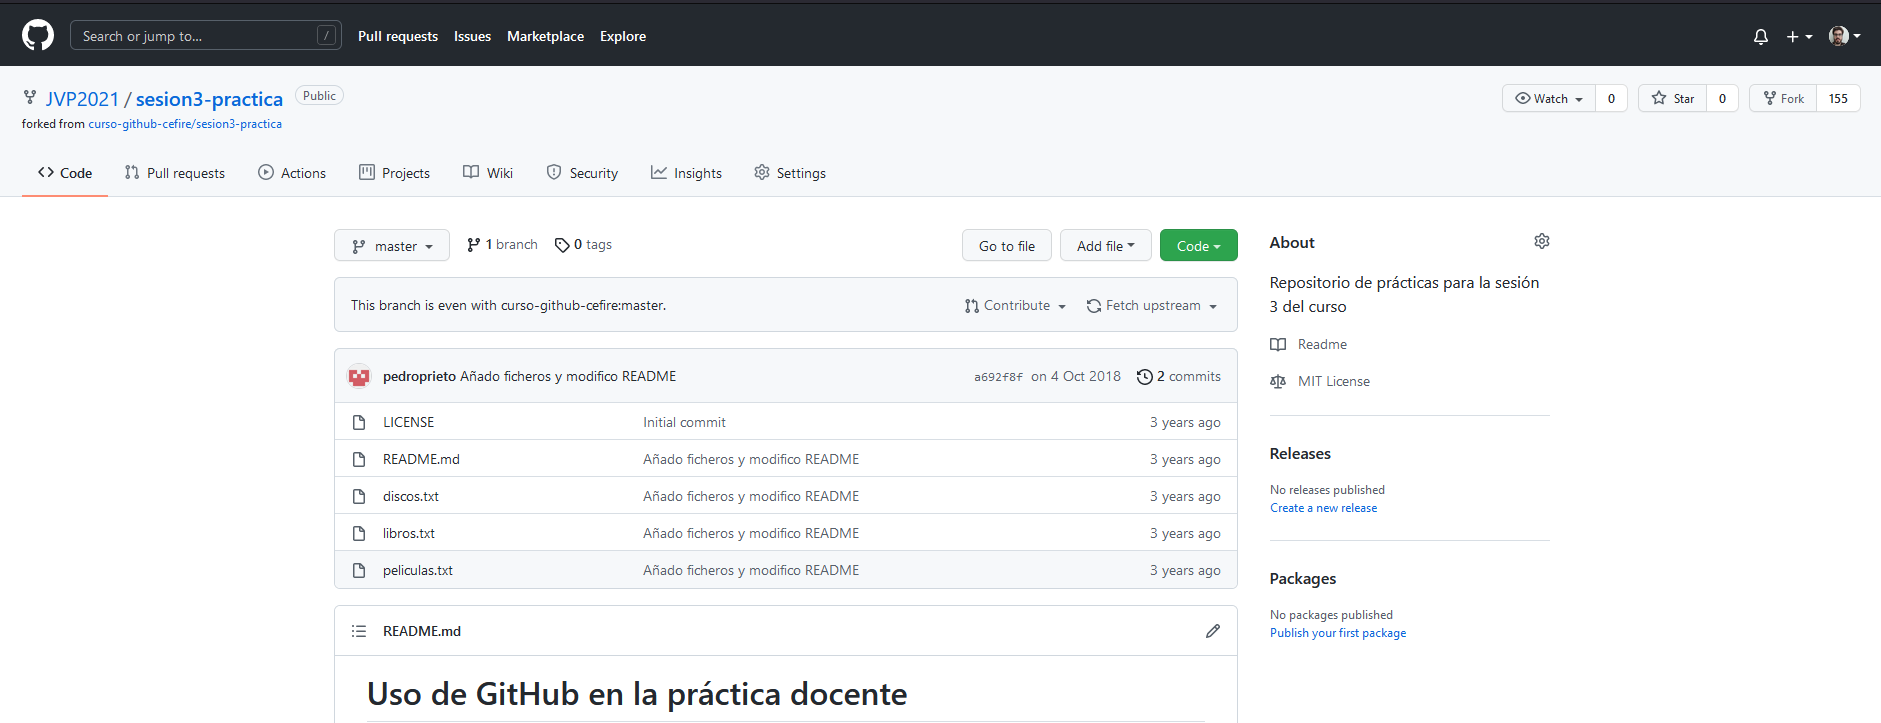 Search or jump to... /
Pull requests Issues Marketplace Explore
JVP2021 / sesion3-practica Public
Watch 0 Star 0 Fork 155
forked from curso-github-cefire/sesion3-practica
Code Pull requests Actions Projects Wiki Security Insights Settings
master 1 branch 0 tags Go to file Add file Code
This branch is even with curso-github-cefire:master. Contribute Fetch upstream
pedroprieto Añado ficheros y modifico README a692f8f on 4 Oct 2018 2 commits
LICENSE Initial commit 3 years ago
README.md Añado ficheros y modifico README 3 years ago
discos.txt Añado ficheros y modifico README 3 years ago
libros.txt Añado ficheros y modifico README 3 years ago
peliculas.txt Añado ficheros y modifico README 3 years ago
README.md
Uso de GitHub en la práctica docente
About
Repositorio de prácticas para la sesión
3 del curso
Readme
MIT License
Releases
No releases published
Create a new release
Packages
No packages published
Publish your first package